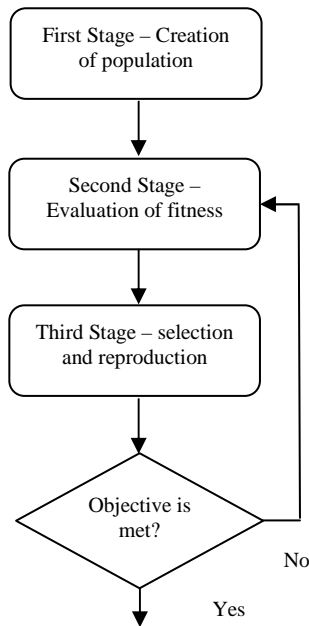 First Stage – Creation
of population
Second Stage –
Evaluation of fitness
Third Stage – selection
and reproduction
Objective is
met?
No
Yes